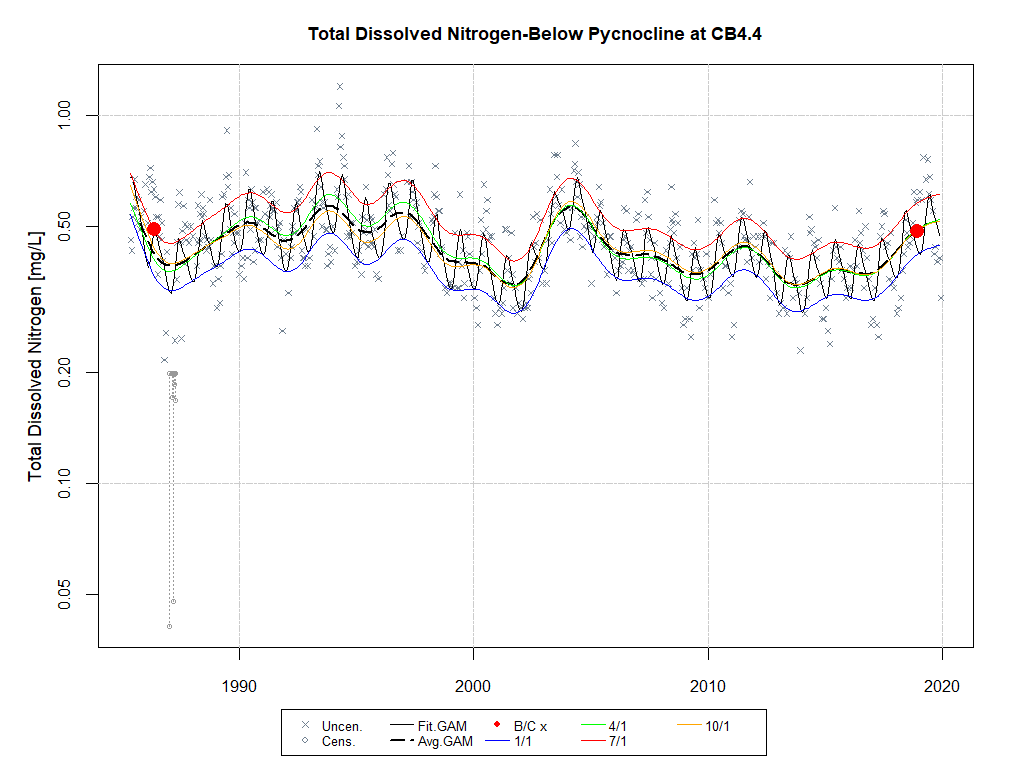 Total Dissolved Nitrogen-Below Pycnocline at CB4.4
Total Dissolved Nitrogen [mg/L]
1.00
0.50
0.20
0.10
0.05
1990 2000 2010 2020
Uncen. Fit.GAM B/C x 4/1 10/1
Cens. Avg.GAM 1/1 7/1